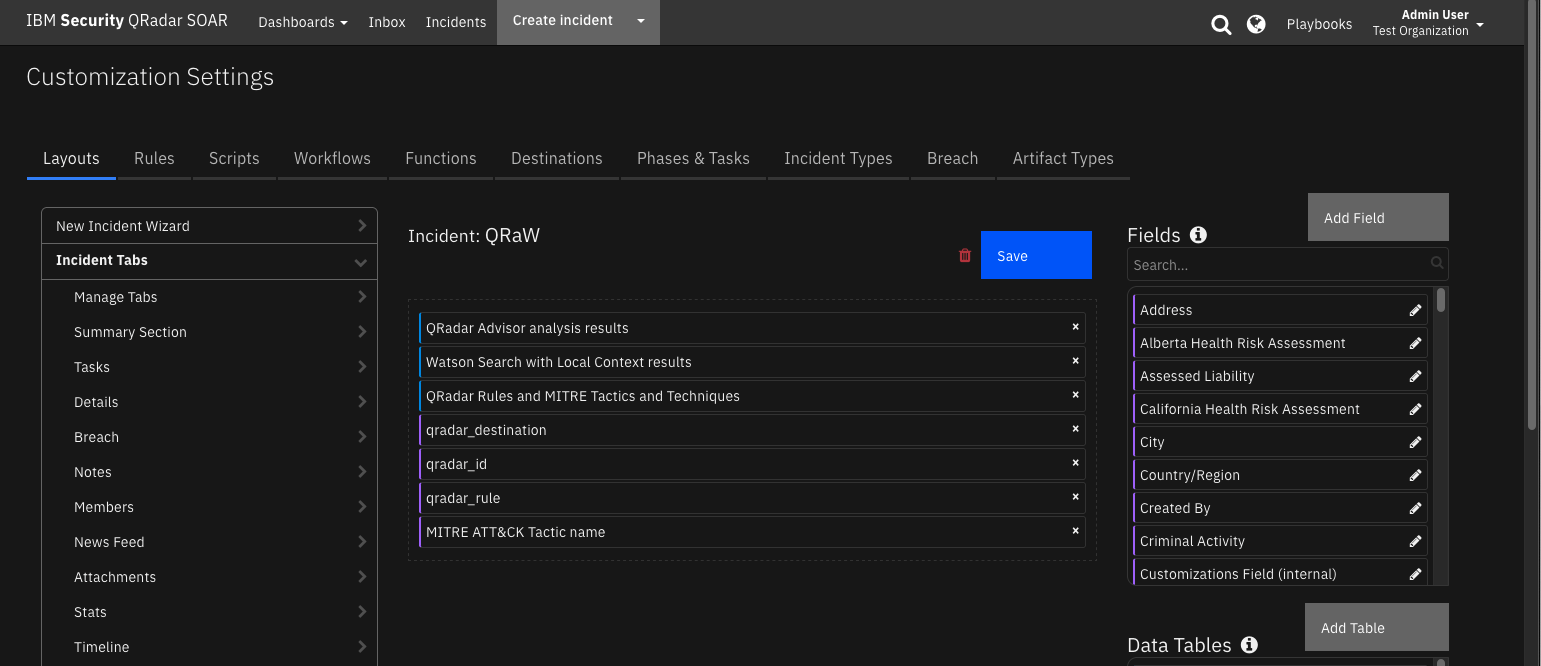 IBM Security QRadar SOAR
Dashboards
Inbox
Incidents
Create incident
Playbooks
Admin User
Test Organization
Customization Settings
Layouts
Rules
Scripts
Workflows
Functions
Destinations
Phases & Tasks
Incident Types
Breach
Artifact Types
New Incident Wizard
Incident Tabs
Manage Tabs
Summary Section
Tasks
Details
Breach
Notes
Members
News Feed
Attachments
Stats
Timeline
Incident: QRaW
Save
QRadar Advisor analysis results
Watson Search with Local Context results
QRadar Rules and MITRE Tactics and Techniques
qradar_destination
qradar_id
qradar_rule
MITRE ATT&CK Tactic name
Add Field
Fields
Search...
Address
Alberta Health Risk Assessment
Assessed Liability
California Health Risk Assessment
City
Country/Region
Created By
Criminal Activity
Customizations Field (internal)
Add Table
Data Tables